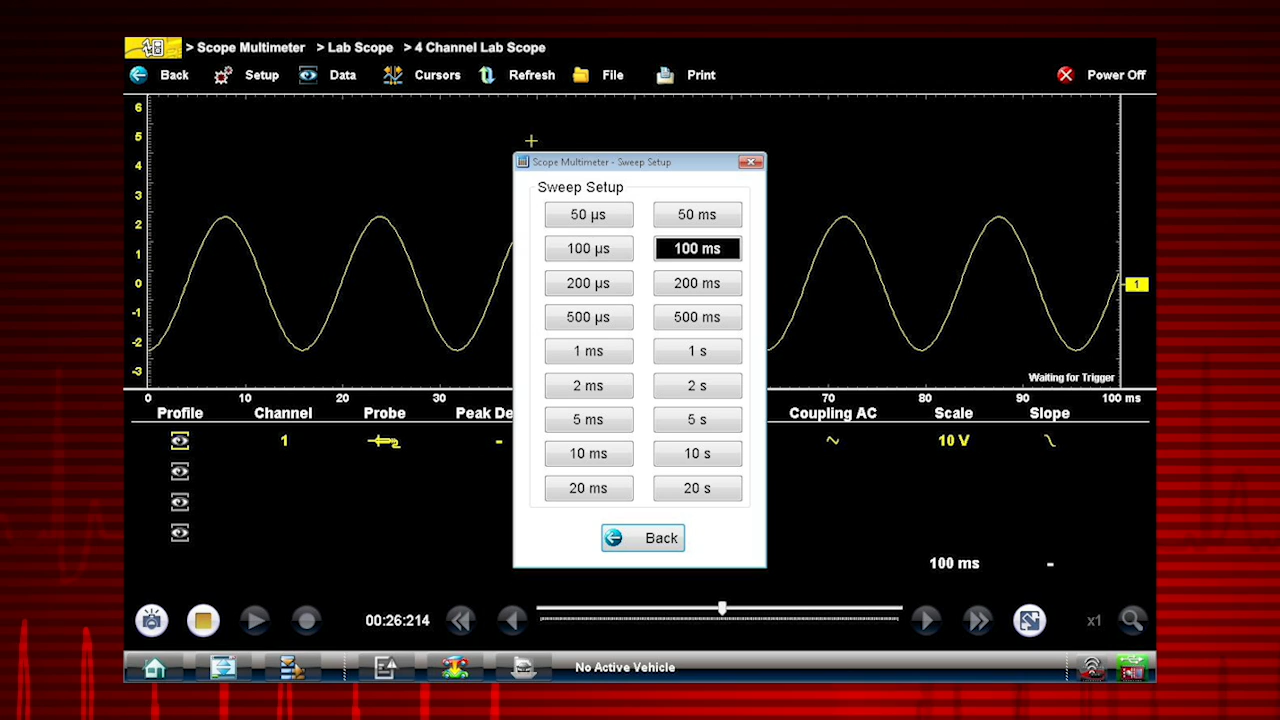 > Scope Multimeter > Lab Scope > 4 Channel Lab Scope
Back Setup Data Cursors Refresh File Print Power Off
6
5
4
3
2
1
0
-1
-2
-3
Scope Multimeter - Sweep Setup
Sweep Setup
50 µs 50 ms
100 µs 100 ms
200 µs 200 ms
500 µs 500 ms
1 ms 1 s
2 ms 2 s
5 ms 5 s
10 ms 10 s
20 ms 20 s
Back
1
Waiting for Trigger
0 10 20 30 70 80 90 100 ms
Profile Channel Probe Peak De Coupling AC Scale Slope
1 - 10 V
100 ms -
00:26:214 x1
No Active Vehicle